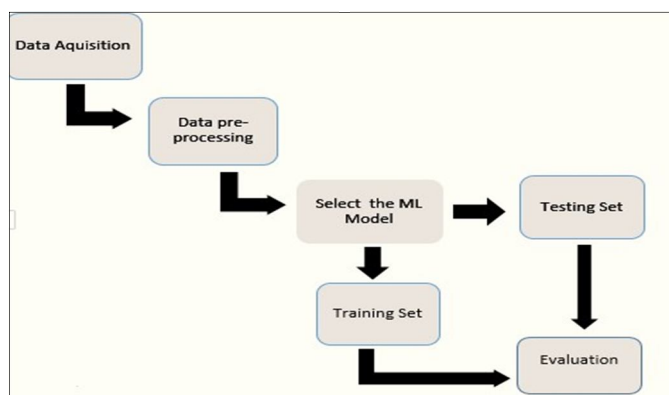 Data Aquisition
Data pre-
processing
Select the ML
Model
Testing Set
Training Set
Evaluation